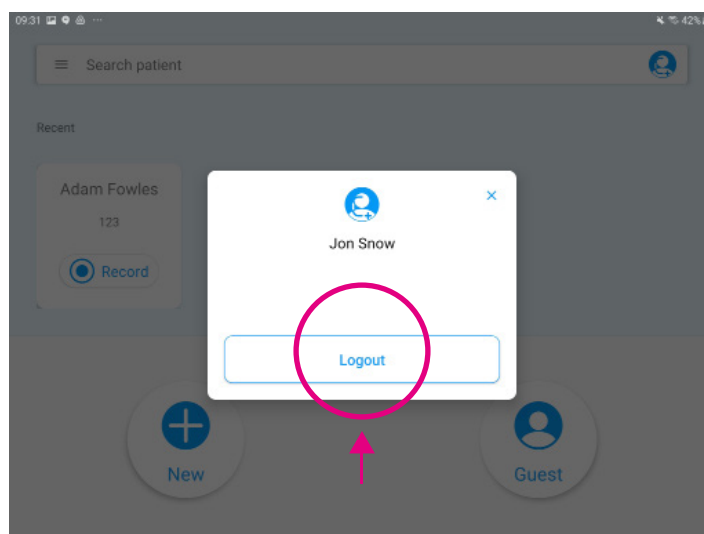 09:31 ... 42%
Search patient
Recent
Adam Fowles
123
Record
Jon Snow
Logout
New
Guest